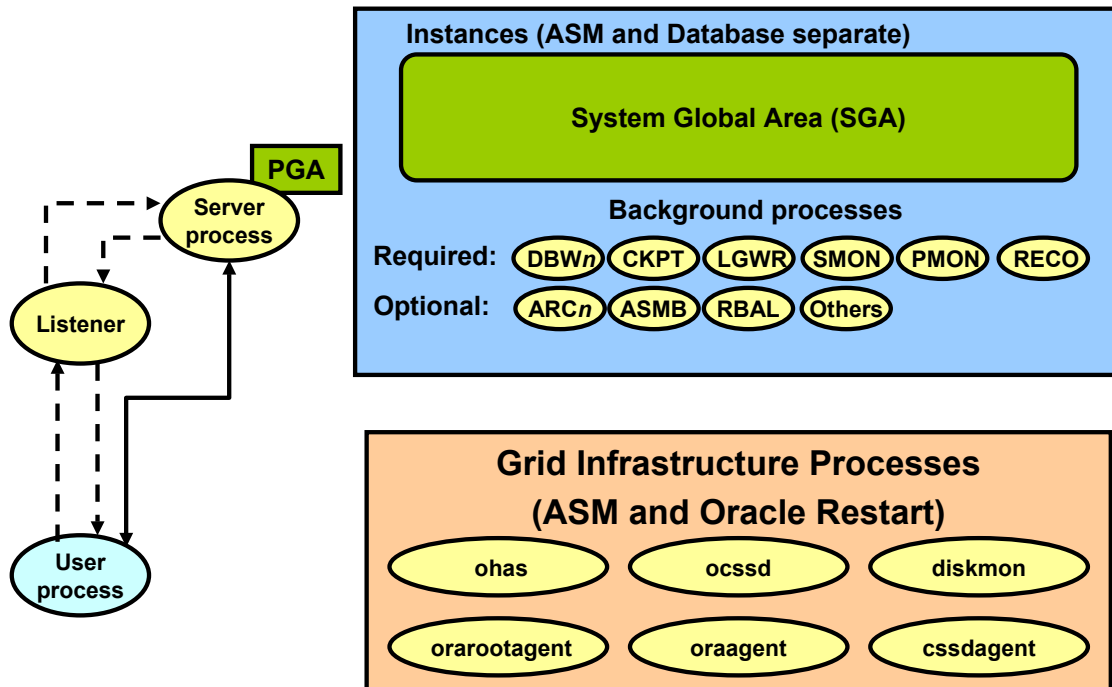 Instances (ASM and Database separate)
System Global Area (SGA)
PGA
Server
process
Background processes
Required: DBWn CKPT LGWR SMON PMON RECO
Optional: ARCn ASMB RBAL Others
Listener
User
process
Grid Infrastructure Processes
(ASM and Oracle Restart)
ohas ocssd diskmon
orarootagent oraagent cssdagent